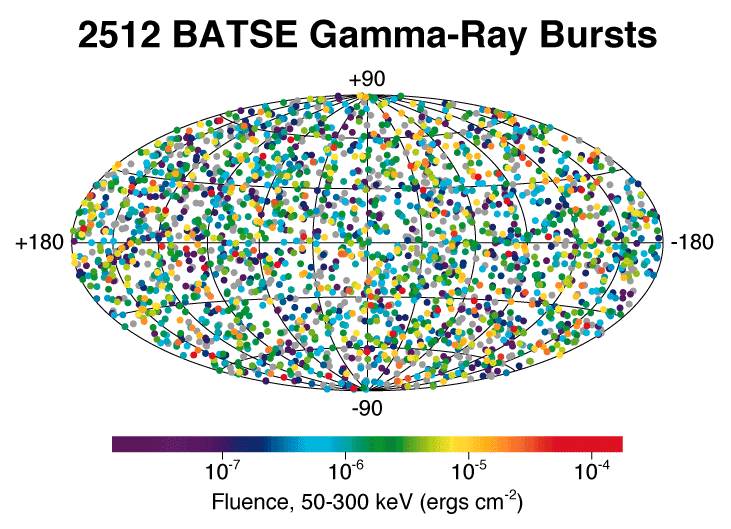 2512 BATSE Gamma-Ray Bursts
+90
+180
-180
-90
10⁻⁷ 10⁻⁶ 10⁻⁵ 10⁻⁴
Fluence, 50-300 keV (ergs cm⁻²)